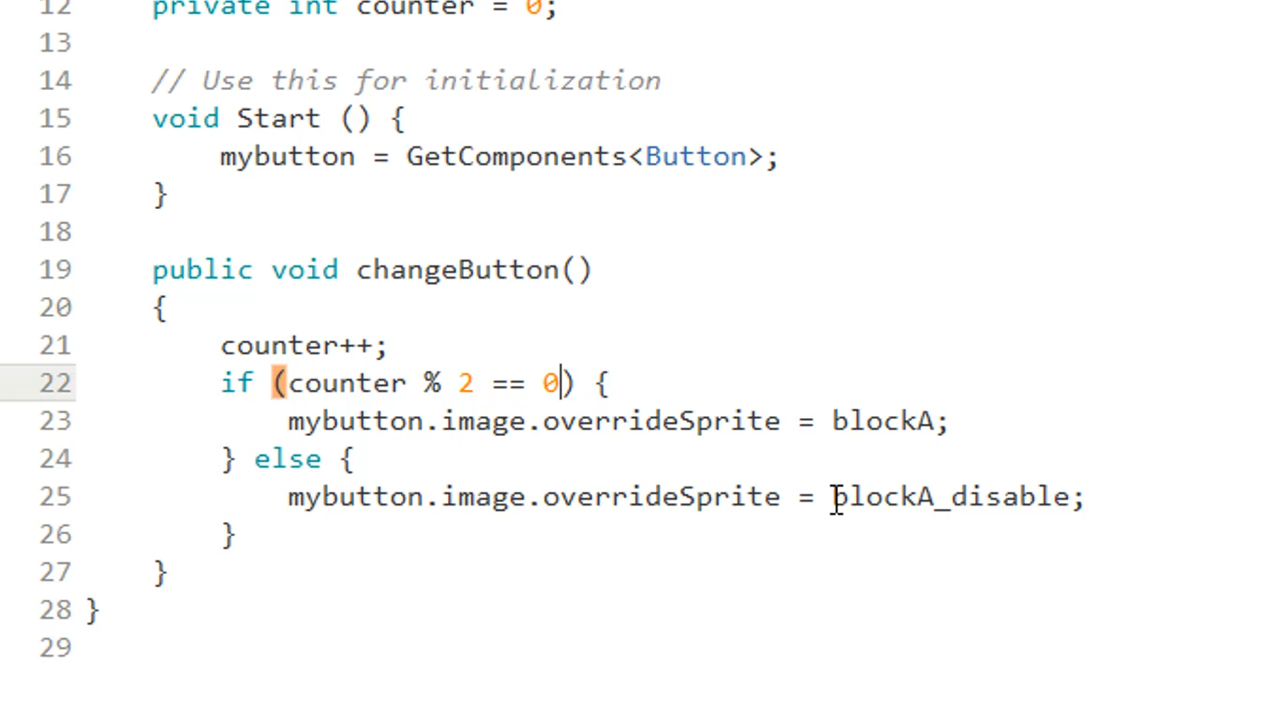 12 private int counter = 0;
13
14 // Use this for initialization
15 void Start () {
16 mybutton = GetComponents<Button>;
17 }
18
19 public void changeButton()
20 {
21 counter++;
22 if (counter % 2 == 0) {
23 mybutton.image.overrideSprite = blockA;
24 } else {
25 mybutton.image.overrideSprite = blockA_disable;
26 }
27 }
28 }
29